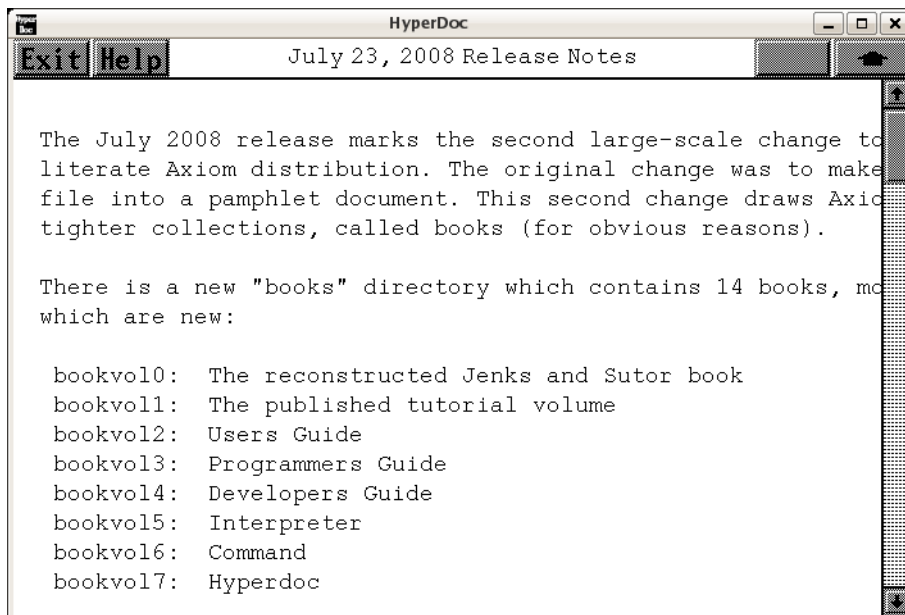 Hyper Doc
HyperDoc
Exit Help July 23, 2008 Release Notes
The July 2008 release marks the second large-scale change to
literate Axiom distribution. The original change was to make
file into a pamphlet document. This second change draws Axio
tighter collections, called books (for obvious reasons).
There is a new "books" directory which contains 14 books, mo
which are new:
bookvol0: The reconstructed Jenks and Sutor book
bookvol1: The published tutorial volume
bookvol2: Users Guide
bookvol3: Programmers Guide
bookvol4: Developers Guide
bookvol5: Interpreter
bookvol6: Command
bookvol7: Hyperdoc